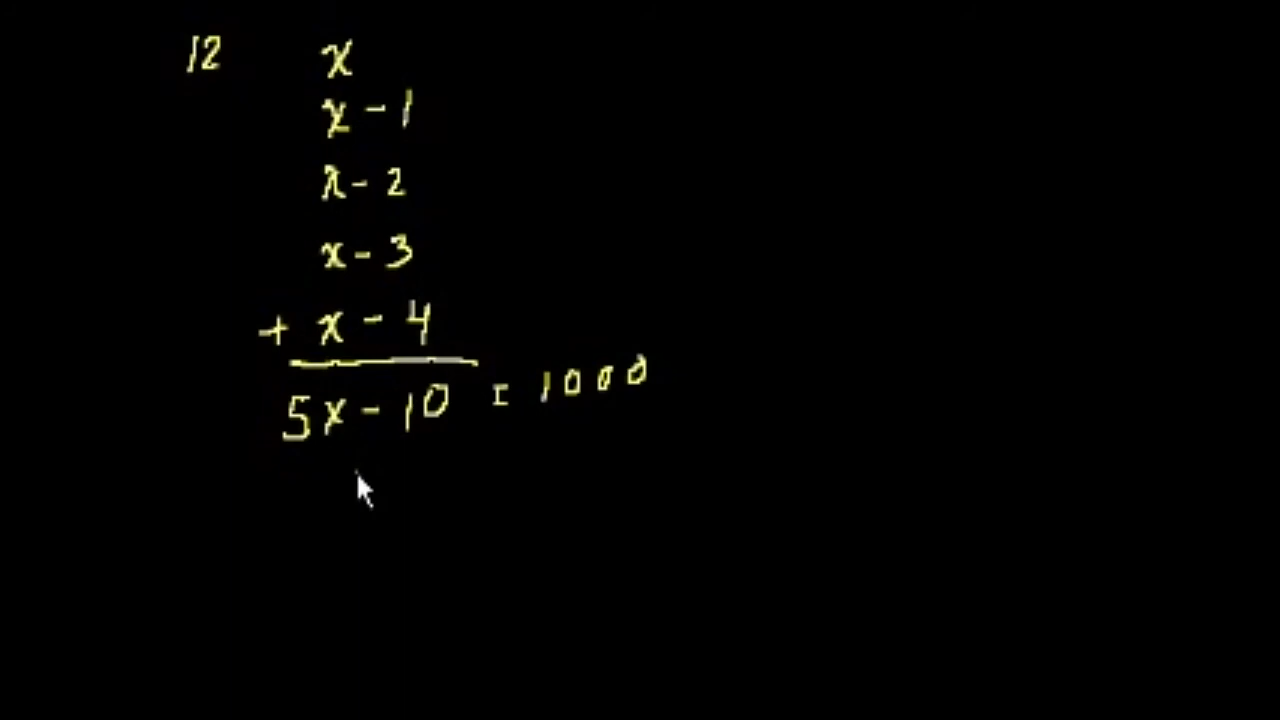 12 x
x - 1
x - 2
x - 3
+ x - 4
5x - 10 = 1000